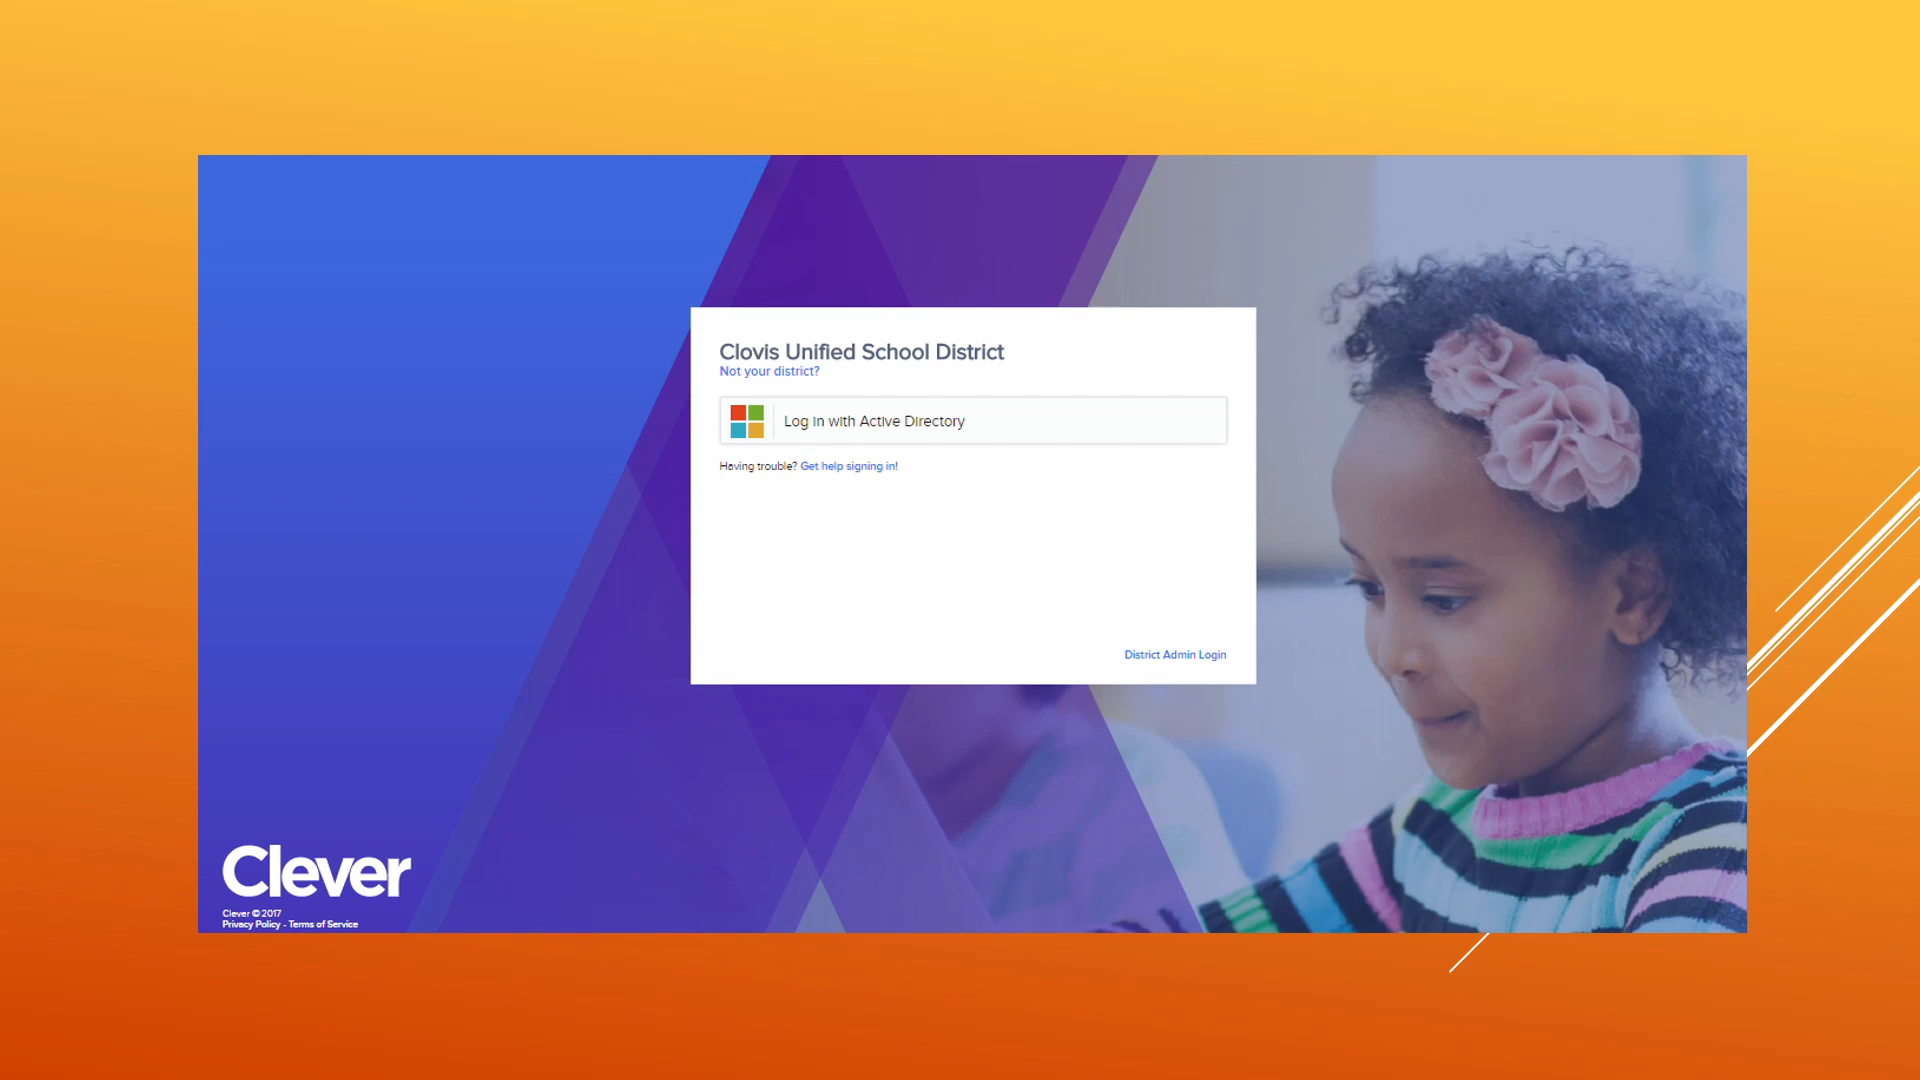 Clovis Unified School District
Not your district?
Log in with Active Directory
Having trouble? Get help signing in!
District Admin Login
Clever
Clever © 2017
Privacy Policy - Terms of Service